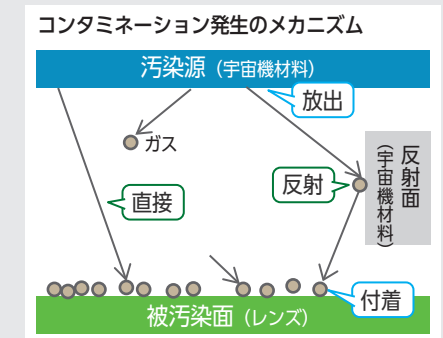 コンタミネーション発生のメカニズム
汚染源（宇宙機材料）
放出
ガス
反射面
（宇宙機材料）
反射
直接
付着
被汚染面（レンズ）